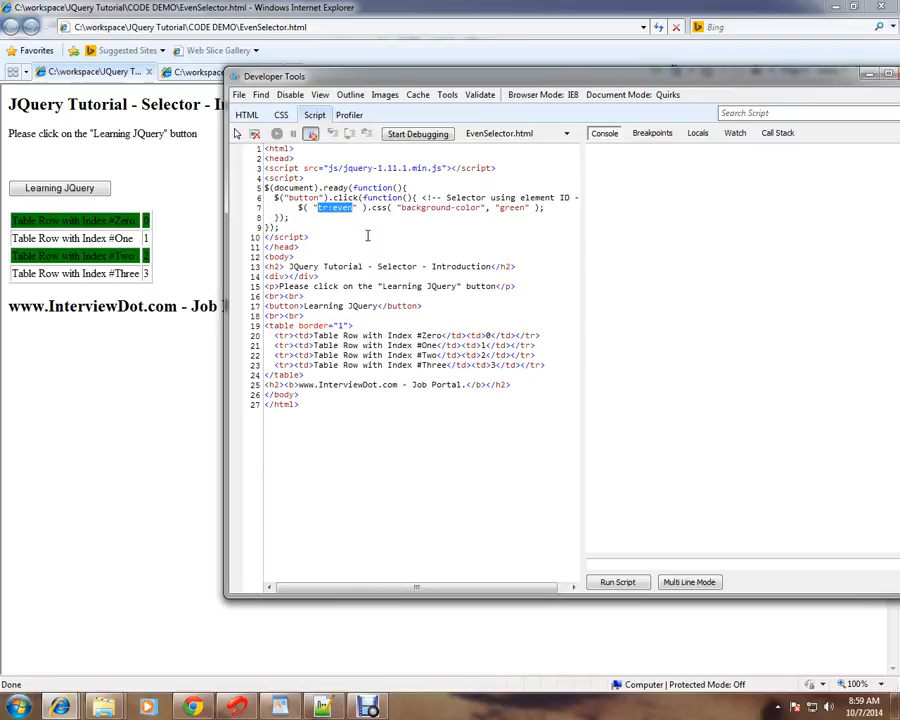 C:\workspace\JQuery Tutorial\CODE DEMO\EvenSelector.html - Windows Internet Explorer
C:\workspace\JQuery Tutorial\CODE DEMO\EvenSelector.html
Bing
Favorites
Suggested Sites
Web Slice Gallery
C:\workspace\JQuery T...
C:\workspa
JQuery Tutorial - Selector - In
Please click on the "Learning JQuery" button
Learning JQuery
Table Row with Index #Zero 0
Table Row with Index #One 1
Table Row with Index #Two 2
Table Row with Index #Three 3
www.InterviewDot.com - Job
Developer Tools
File Find Disable View Outline Images Cache Tools Validate Browser Mode: IE8 Document Mode: Quirks
HTML CSS Script Profiler
Search Script
Start Debugging EvenSelector.html
Console Breakpoints Locals Watch Call Stack
1 <html>
2 <head>
3 <script src="js/jquery-1.11.1.min.js"></script>
4 <script>
5 $(document).ready(function(){
6 $("button").click(function(){ <!-- Selector using element ID -
7 $( "tr:even" ).css( "background-color", "green" );
8 });
9 });
10 </script>
11 </head>
12 <body>
13 <h2> JQuery Tutorial - Selector - Introduction</h2>
14 <div></div>
15 <p>Please click on the "Learning JQuery" button</p>
16 <br><br>
17 <button>Learning JQuery</button>
18 <br><br>
19 <table border="1">
20 <tr><td>Table Row with Index #Zero</td><td>0</td></tr>
21 <tr><td>Table Row with Index #One</td><td>1</td></tr>
22 <tr><td>Table Row with Index #Two</td><td>2</td></tr>
23 <tr><td>Table Row with Index #Three</td><td>3</td></tr>
24 </table>
25 <h2><b>www.InterviewDot.com - Job Portal.</b></h2>
26 </body>
27 </html>
Run Script Multi Line Mode
Done
Computer | Protected Mode: Off
100%
8:59 AM
10/7/2014